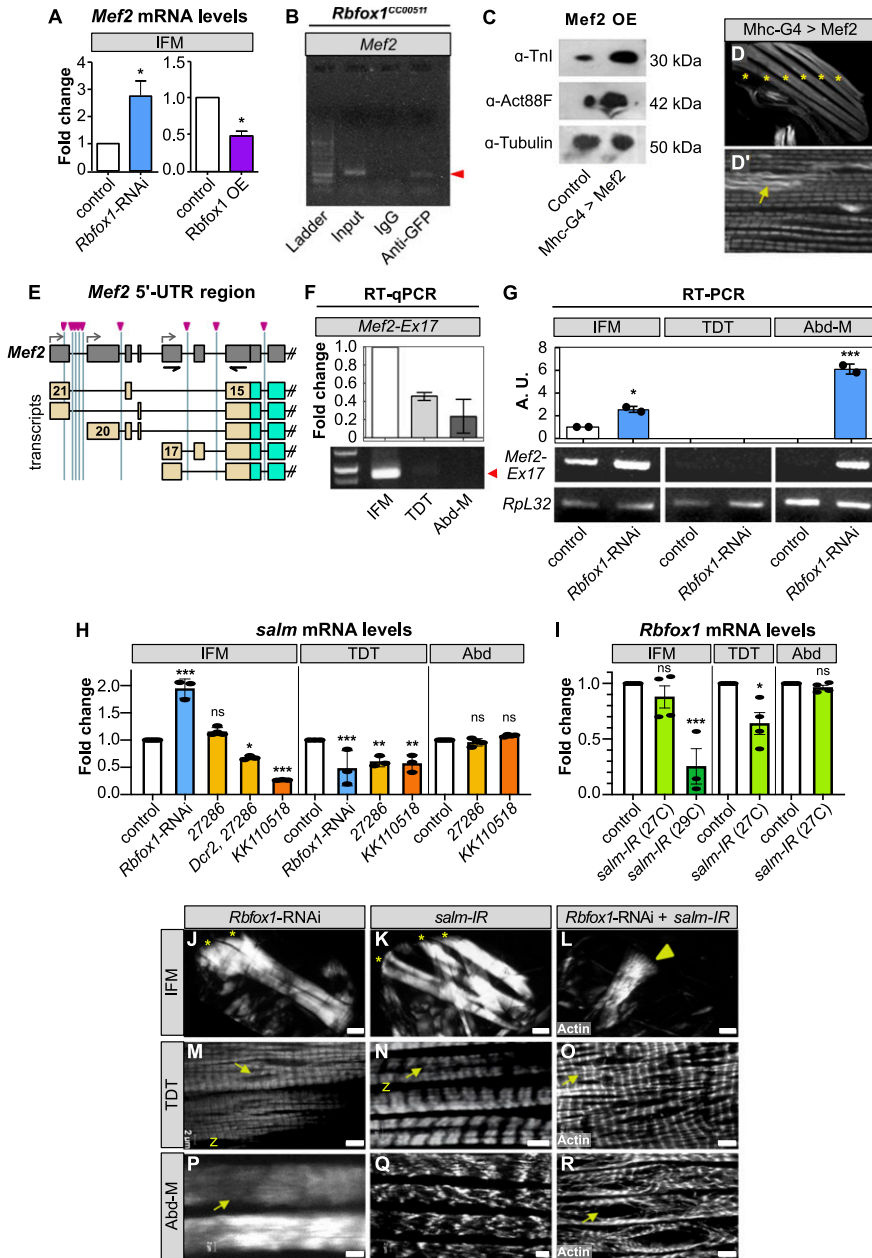 A
Mef2 mRNA levels
IFM
Fold change
3
2
1
0
1.5
1.0
0.5
0.0
*
*
control
Rbfox1-RNAi
control
Rbfox1 OE
B
Rbfox1CC00511
Mef2
Ladder
Input
IgG
Anti-GFP
C
Mef2 OE
α-TnI
30 kDa
α-Act88F
42 kDa
α-Tubulin
50 kDa
Control
Mhc-G4 > Mef2
Mhc-G4 > Mef2
D
* * * * * *
D'
E
Mef2 5'-UTR region
Mef2
transcripts
21
15
20
17
F
RT-qPCR
Mef2-Ex17
Fold change
1.0
0.8
0.6
0.4
0.2
0
IFM
TDT
Abd-M
G
RT-PCR
IFM
TDT
Abd-M
A. U.
8
6
4
2
0
*
***
Mef2-
Ex17
RpL32
control
Rbfox1-RNAi
control
Rbfox1-RNAi
control
Rbfox1-RNAi
H
salm mRNA levels
IFM
TDT
Abd
Fold change
2.0
1.5
1.0
0.5
0.0
***
ns
*
***
***
**
**
ns
ns
control
Rbfox1-RNAi
27286
Dcr2, 27286
KK110518
control
Rbfox1-RNAi
27286
KK110518
control
27286
KK110518
I
Rbfox1 mRNA levels
IFM
TDT
Abd
Fold change
1.0
0.5
0.0
ns
***
*
ns
control
salm-IR (27C)
salm-IR (29C)
control
salm-IR (27C)
control
salm-IR (27C)
Rbfox1-RNAi
salm-IR
Rbfox1-RNAi + salm-IR
IFM
J
* *
K
* * *
L
Actin
TDT
M
Z
2 μm
N
Z
O
Actin
Abd-M
P
Q
R
Actin